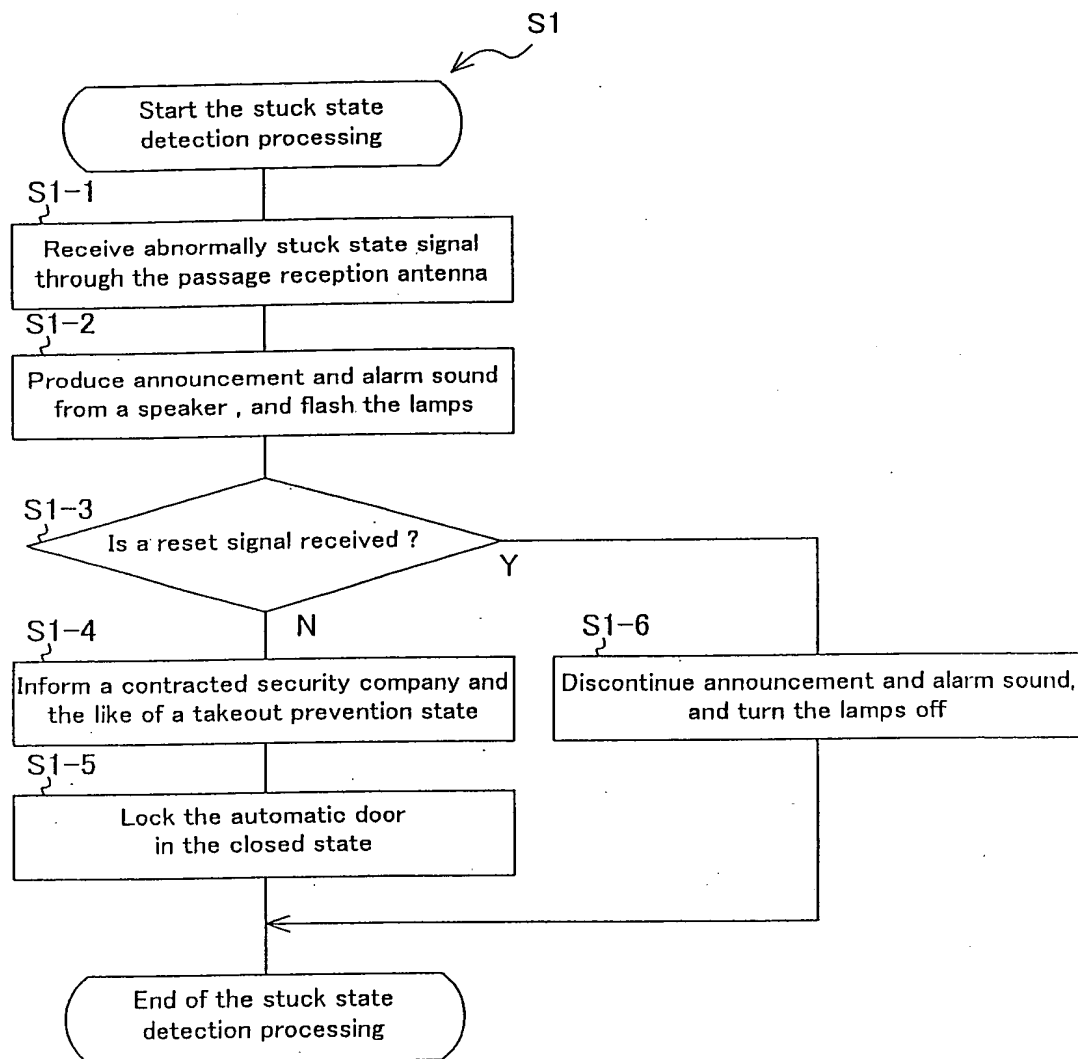 S1
Start the stuck state
detection processing
S1-1
Receive abnormally stuck state signal
through the passage reception antenna
S1-2
Produce announcement and alarm sound
from a speaker , and flash the lamps
S1-3
Is a reset signal received ?
Y
N
S1-4
Inform a contracted security company and
the like of a takeout prevention state
S1-5
Lock the automatic door
in the closed state
S1-6
Discontinue announcement and alarm sound,
and turn the lamps off
End of the stuck state
detection processing